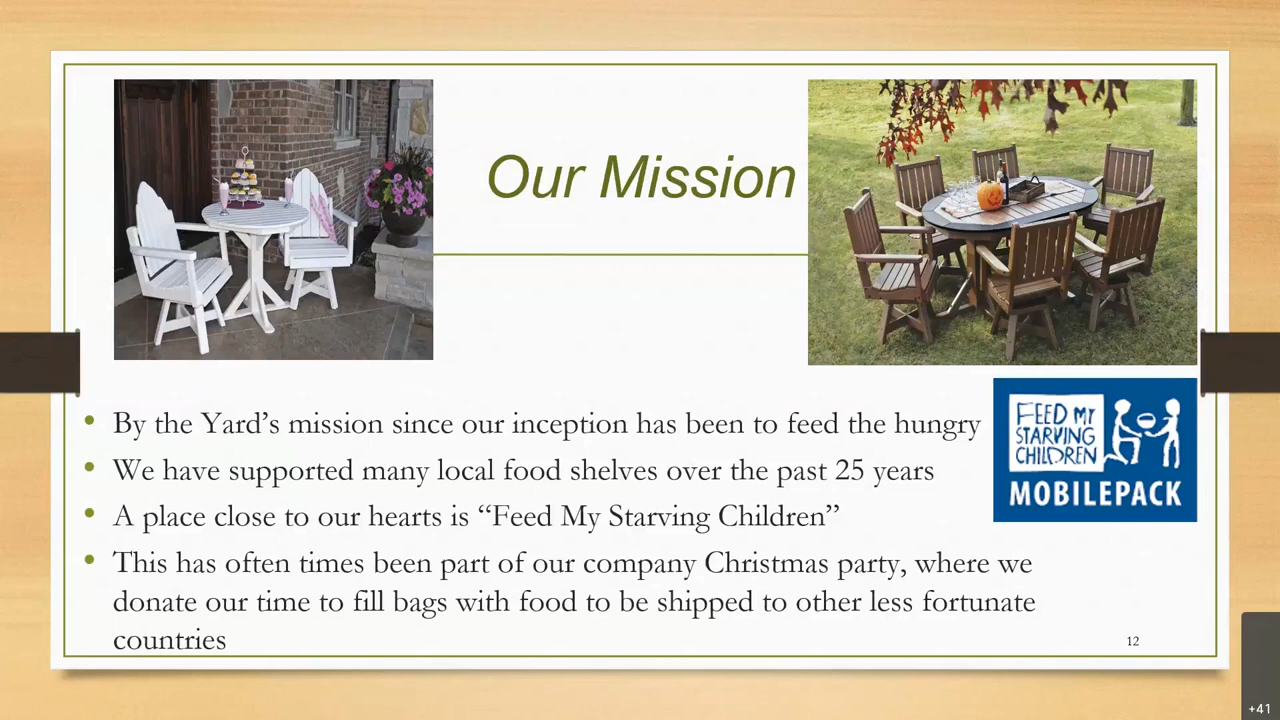 Our Mission
By the Yard’s mission since our inception has been to feed the hungry
We have supported many local food shelves over the past 25 years
A place close to our hearts is “Feed My Starving Children”
This has often times been part of our company Christmas party, where we
donate our time to fill bags with food to be shipped to other less fortunate
countries
FEED MY
STARVING
CHILDREN
MOBILEPACK
12
+41